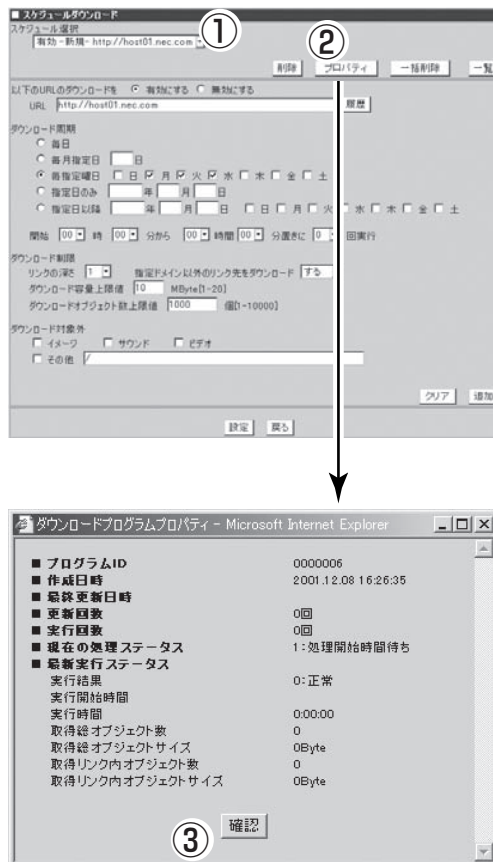 ■ スケジュールダウンロード
スケジュール選択 ① ②
有効 -新規- http://host01.nec.com
削除 プロパティ 一括削除 一覧
以下のURLのダウンロードを 有効にする 無効にする
URL http://host01.nec.com 履歴
ダウンロード周期
毎日
毎月指定日 日
毎指定曜日 日 月 火 水 木 金 土
指定日のみ 年 月 日
指定日以降 年 月 日 日 月 火 水 木 金 土
開始 00 時 00 分から 00 時間 00 分置きに 0 回実行
ダウンロード制限
リンクの深さ 1 指定ドメイン以外のリンク先をダウンロード する
ダウンロード容量上限値 10 MByte[1-20]
ダウンロードオブジェクト数上限値 1000 個[1-10000]
ダウンロード対象外
イメージ サウンド ビデオ
その他 /
クリア 追加
設定 戻る
ダウンロードプログラムプロパティ - Microsoft Internet Explorer
■ プログラムID 0000006
■ 作成日時 2001.12.08 16:26:35
■ 最終更新日時
■ 更新回数 0回
■ 実行回数 0回
■ 現在の処理ステータス 1:処理開始時間待ち
■ 最新実行ステータス
実行結果 0:正常
実行開始時間
実行時間 0:00:00
取得総オブジェクト数 0
取得総オブジェクトサイズ 0Byte
取得リンク内オブジェクト数 0
取得リンク内オブジェクトサイズ 0Byte
③ 確認